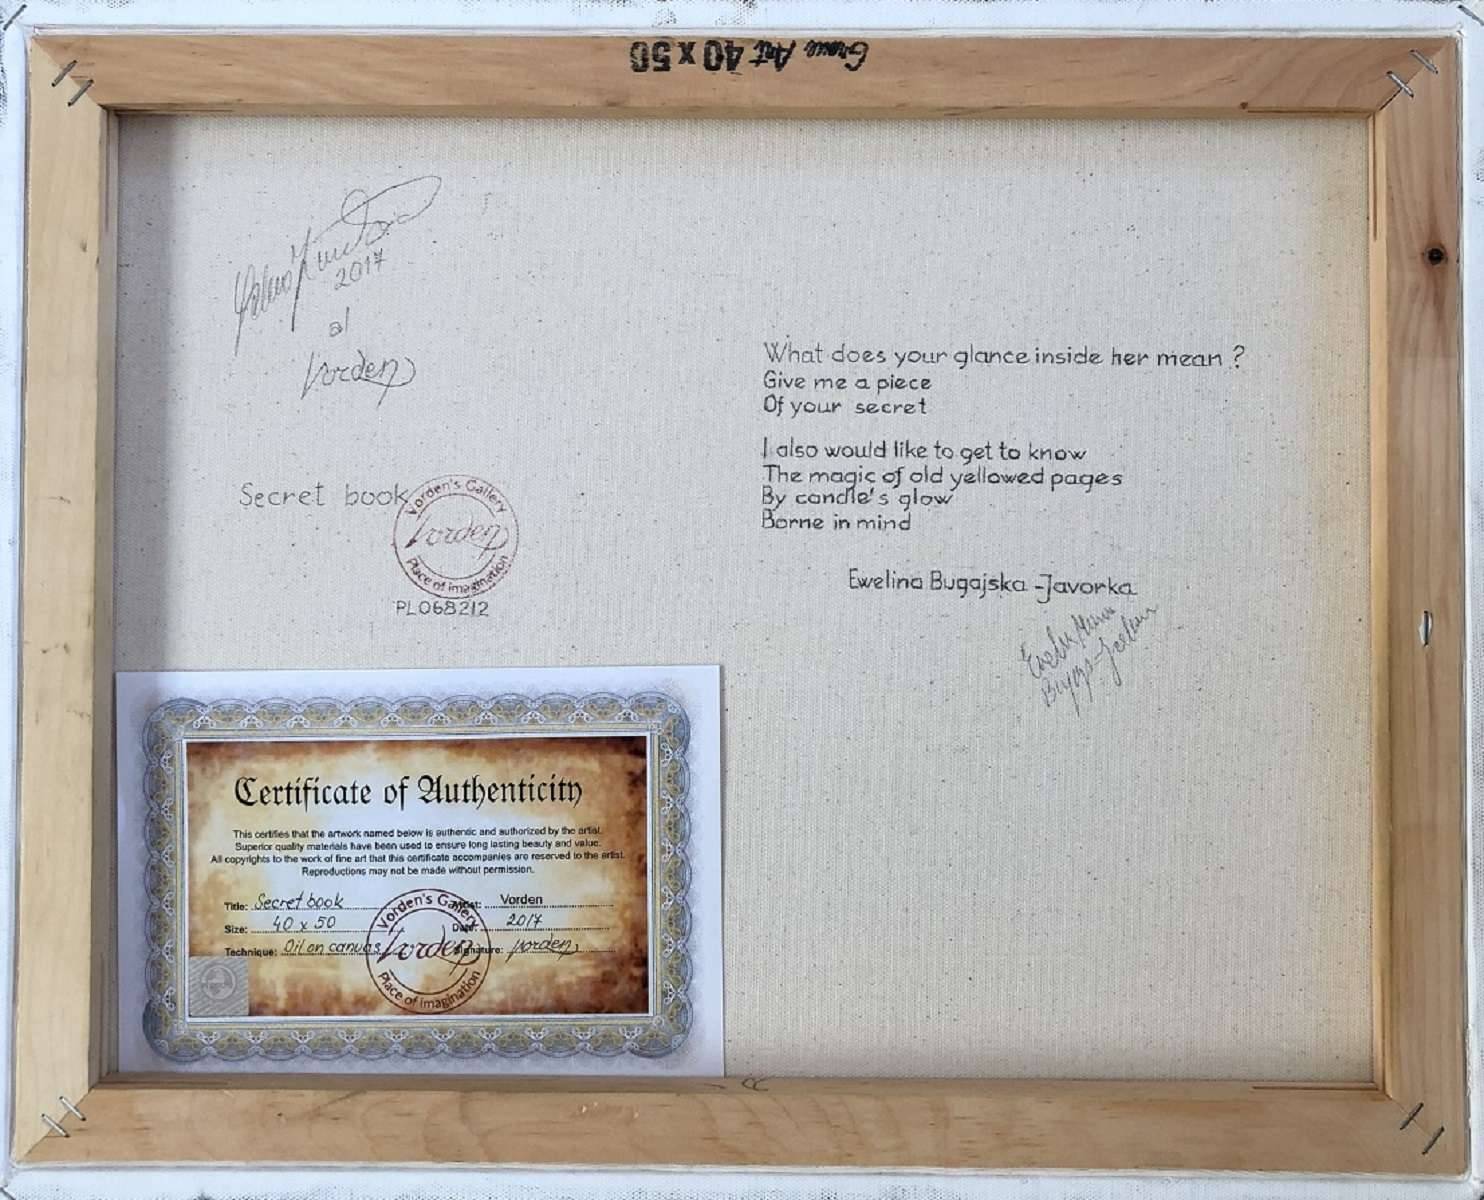 40 x 50
2017
al
Vorden
Secret book
Vorden's Gallery
Vorden
Place of imagination
PL068212
What does your glance inside her mean ?
Give me a piece
Of your secret
I also would like to get to know
The magic of old yellowed pages
By candle's glow
Borne in mind
Ewelina Bugajska-Javorka
Certificate of Authenticity
This certifies that the artwork named below is authentic and authorized by the artist.
Superior quality materials have been used to ensure long lasting beauty and value.
All copyrights to the work of fine art that this certificate accompanies are reserved to the artist.
Reproductions may not be made without permission.
Title: Secret book
Artist: Vorden
Size: 40 x 50
Date: 2017
Technique: Oil on canvas
Signature: Vorden
Vorden's Gallery
Vorden
Place of imagination